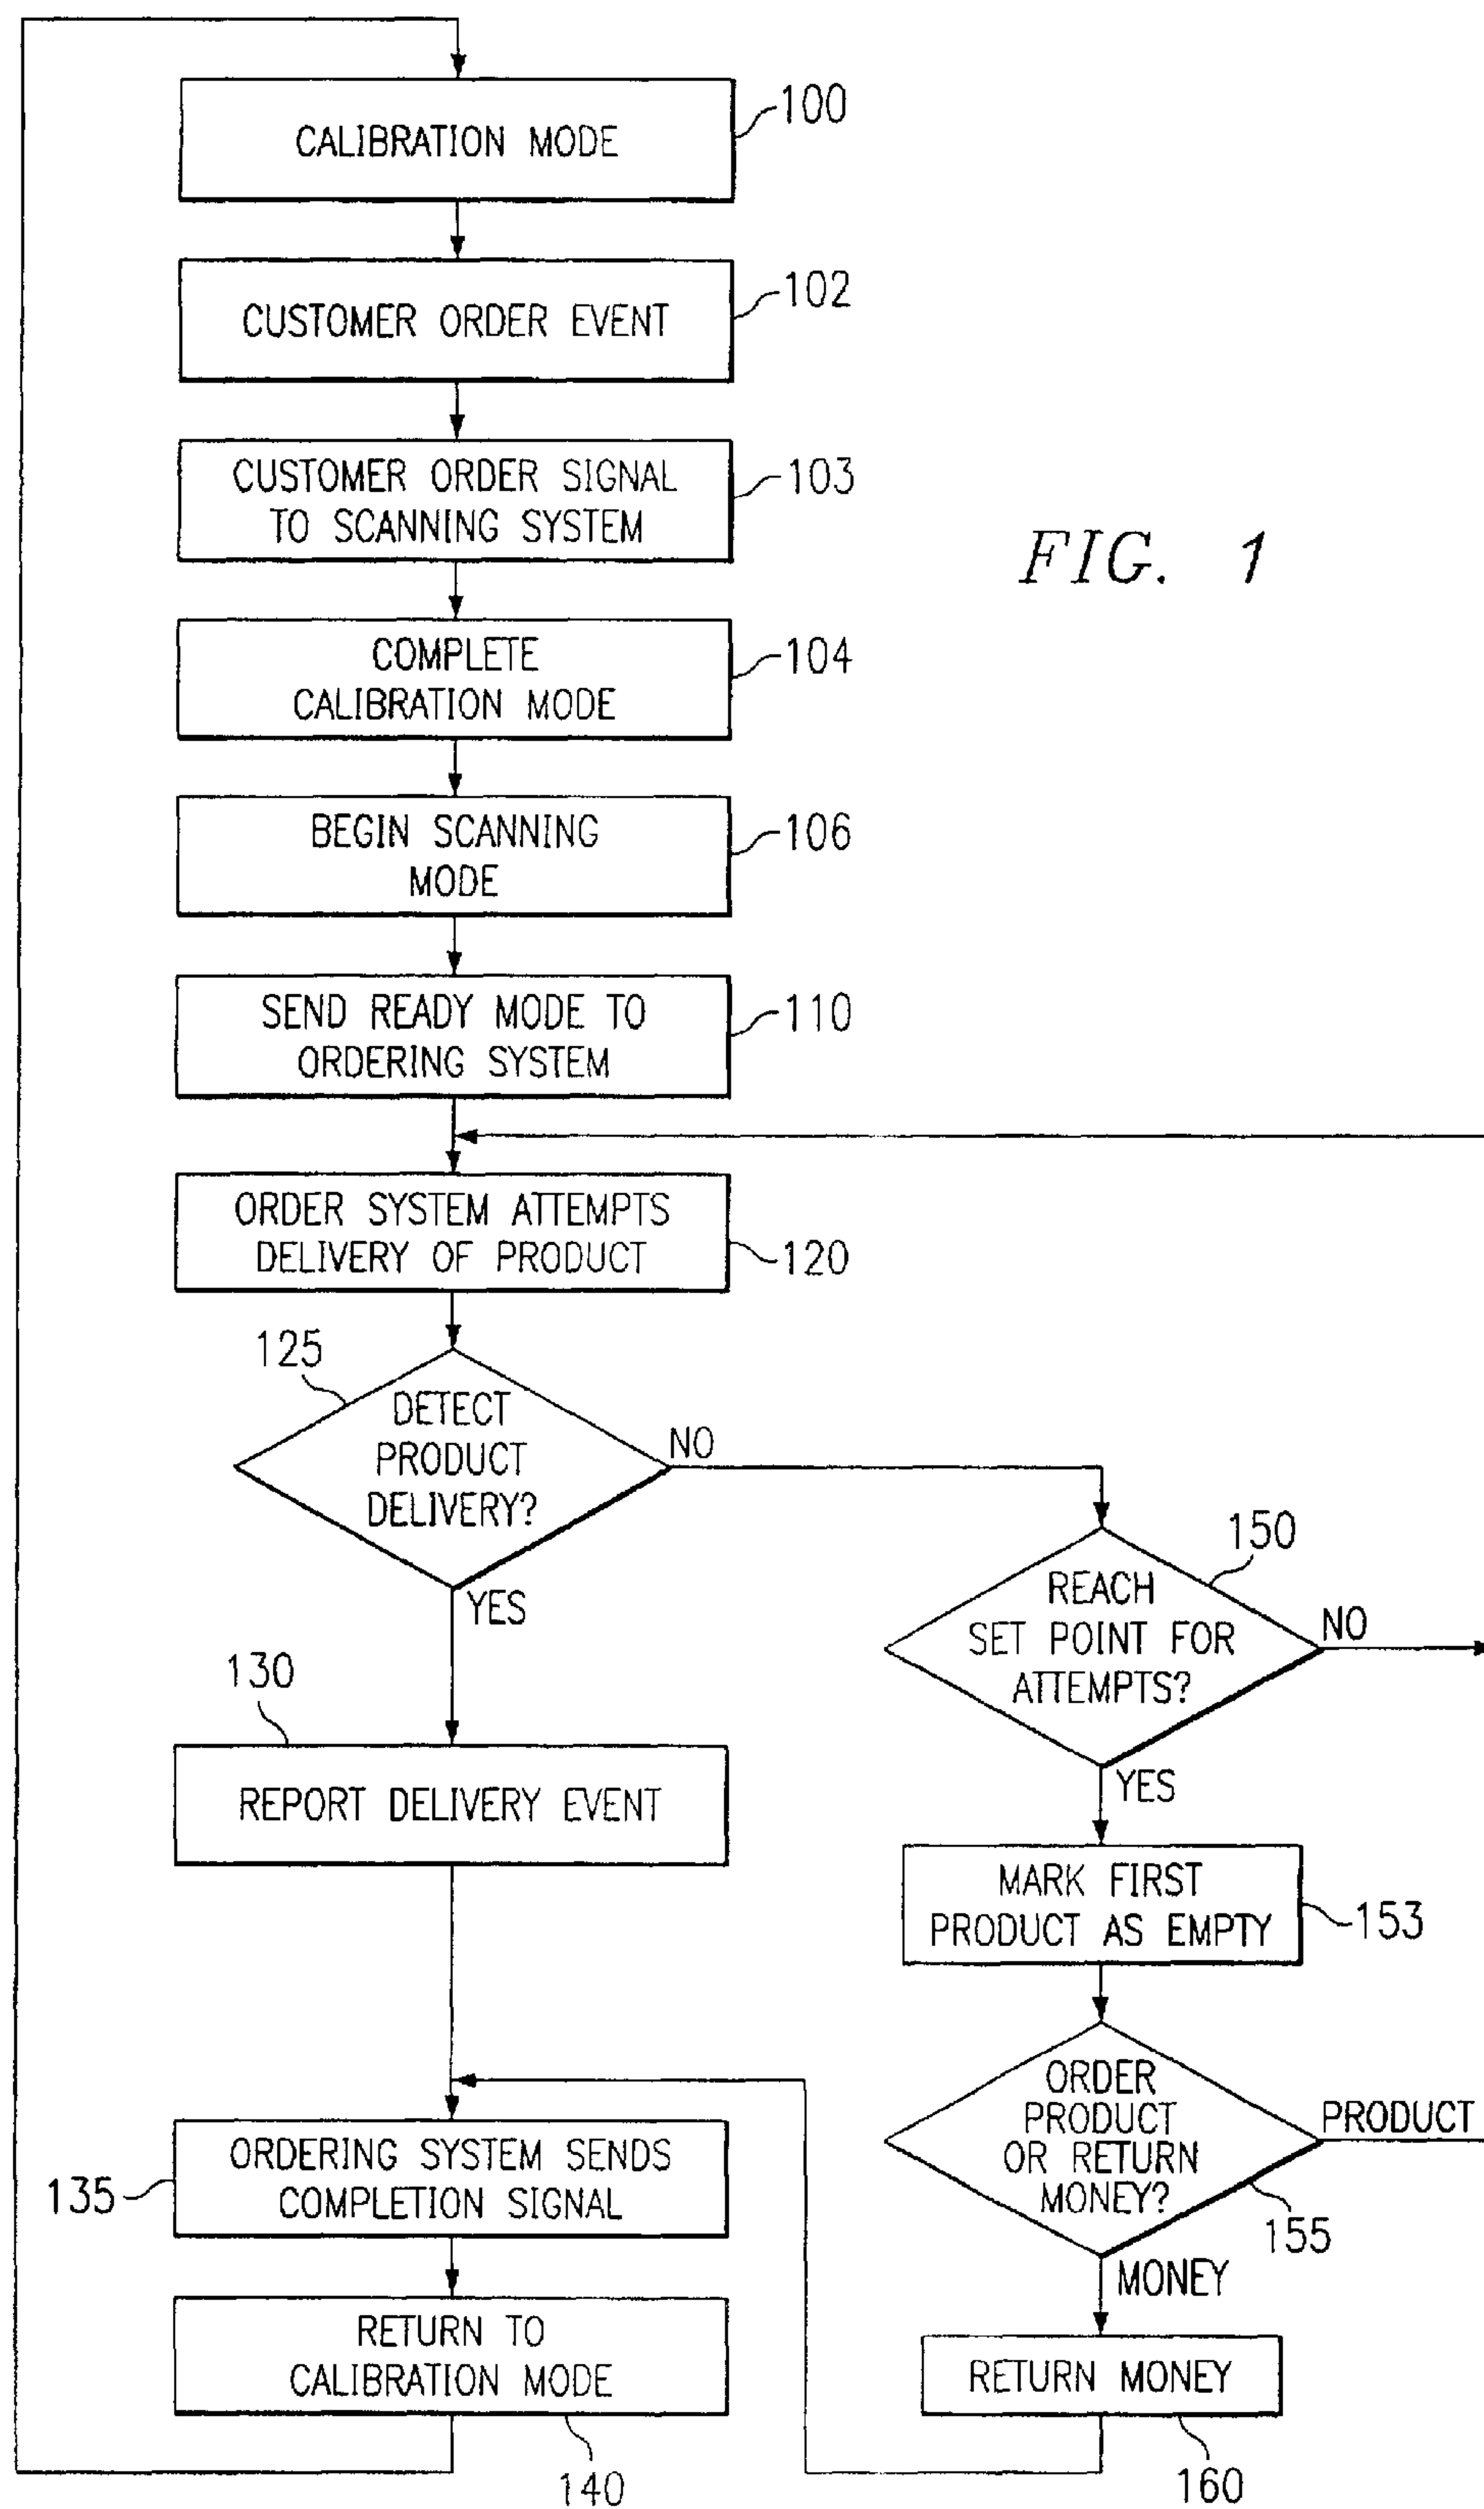 CALIBRATION MODE
100
CUSTOMER ORDER EVENT
102
CUSTOMER ORDER SIGNAL
TO SCANNING SYSTEM
103
FIG. 1
COMPLETE
CALIBRATION MODE
104
BEGIN SCANNING
MODE
106
SEND READY MODE TO
ORDERING SYSTEM
110
ORDER SYSTEM ATTEMPTS
DELIVERY OF PRODUCT
120
125
DETECT
PRODUCT
DELIVERY?
NO
YES
150
REACH
SET POINT FOR
ATTEMPTS?
NO
YES
130
REPORT DELIVERY EVENT
MARK FIRST
PRODUCT AS EMPTY
153
ORDER
PRODUCT
OR RETURN
MONEY?
PRODUCT
155
MONEY
ORDERING SYSTEM SENDS
COMPLETION SIGNAL
135
RETURN TO
CALIBRATION MODE
140
RETURN MONEY
160